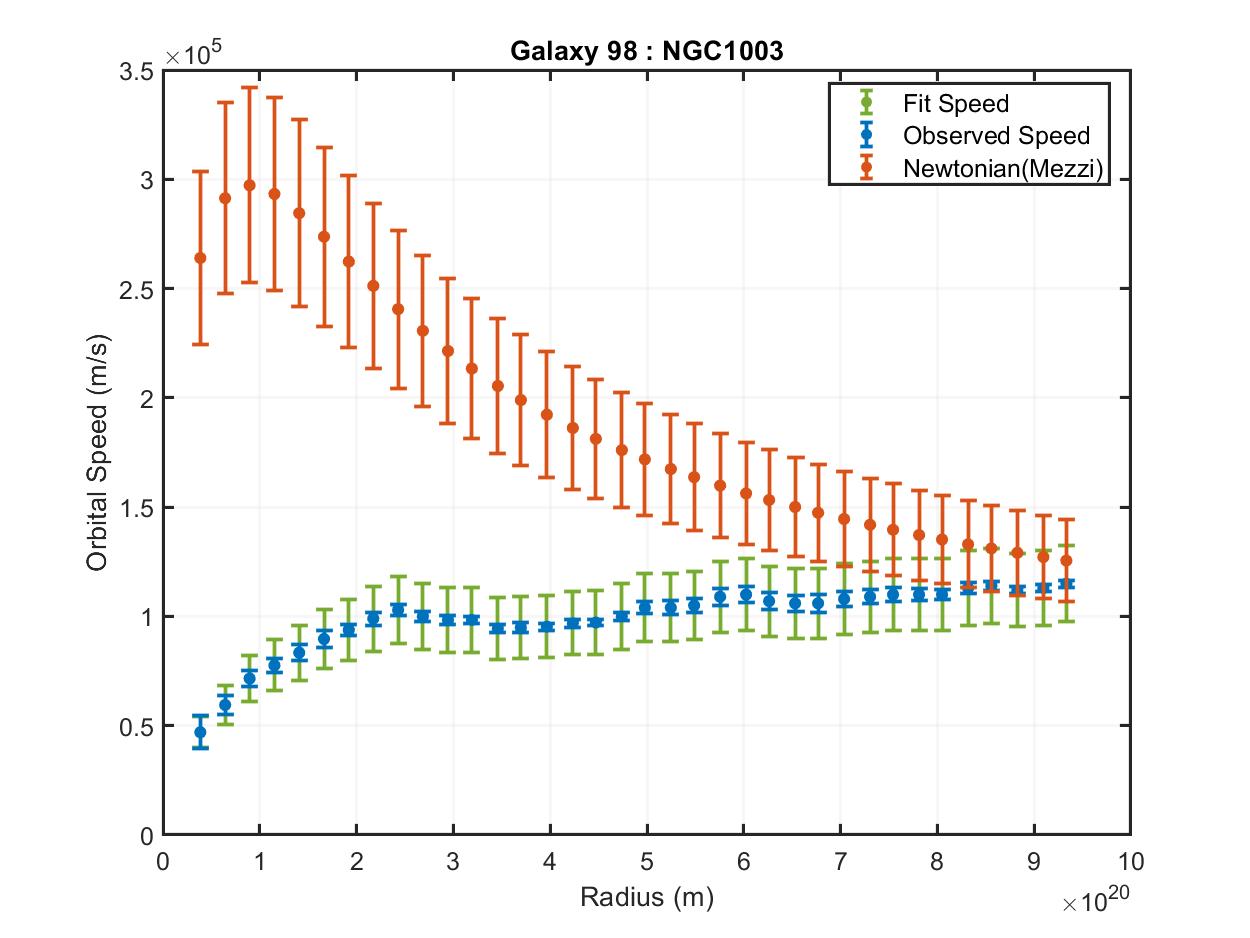 Galaxy 98 : NGC1003
×10^5
3.5
3
2.5
2
1.5
1
0.5
0
Orbital Speed (m/s)
Fit Speed
Observed Speed
Newtonian(Mezzi)
0 1 2 3 4 5 6 7 8 9 10
Radius (m)
×10^20